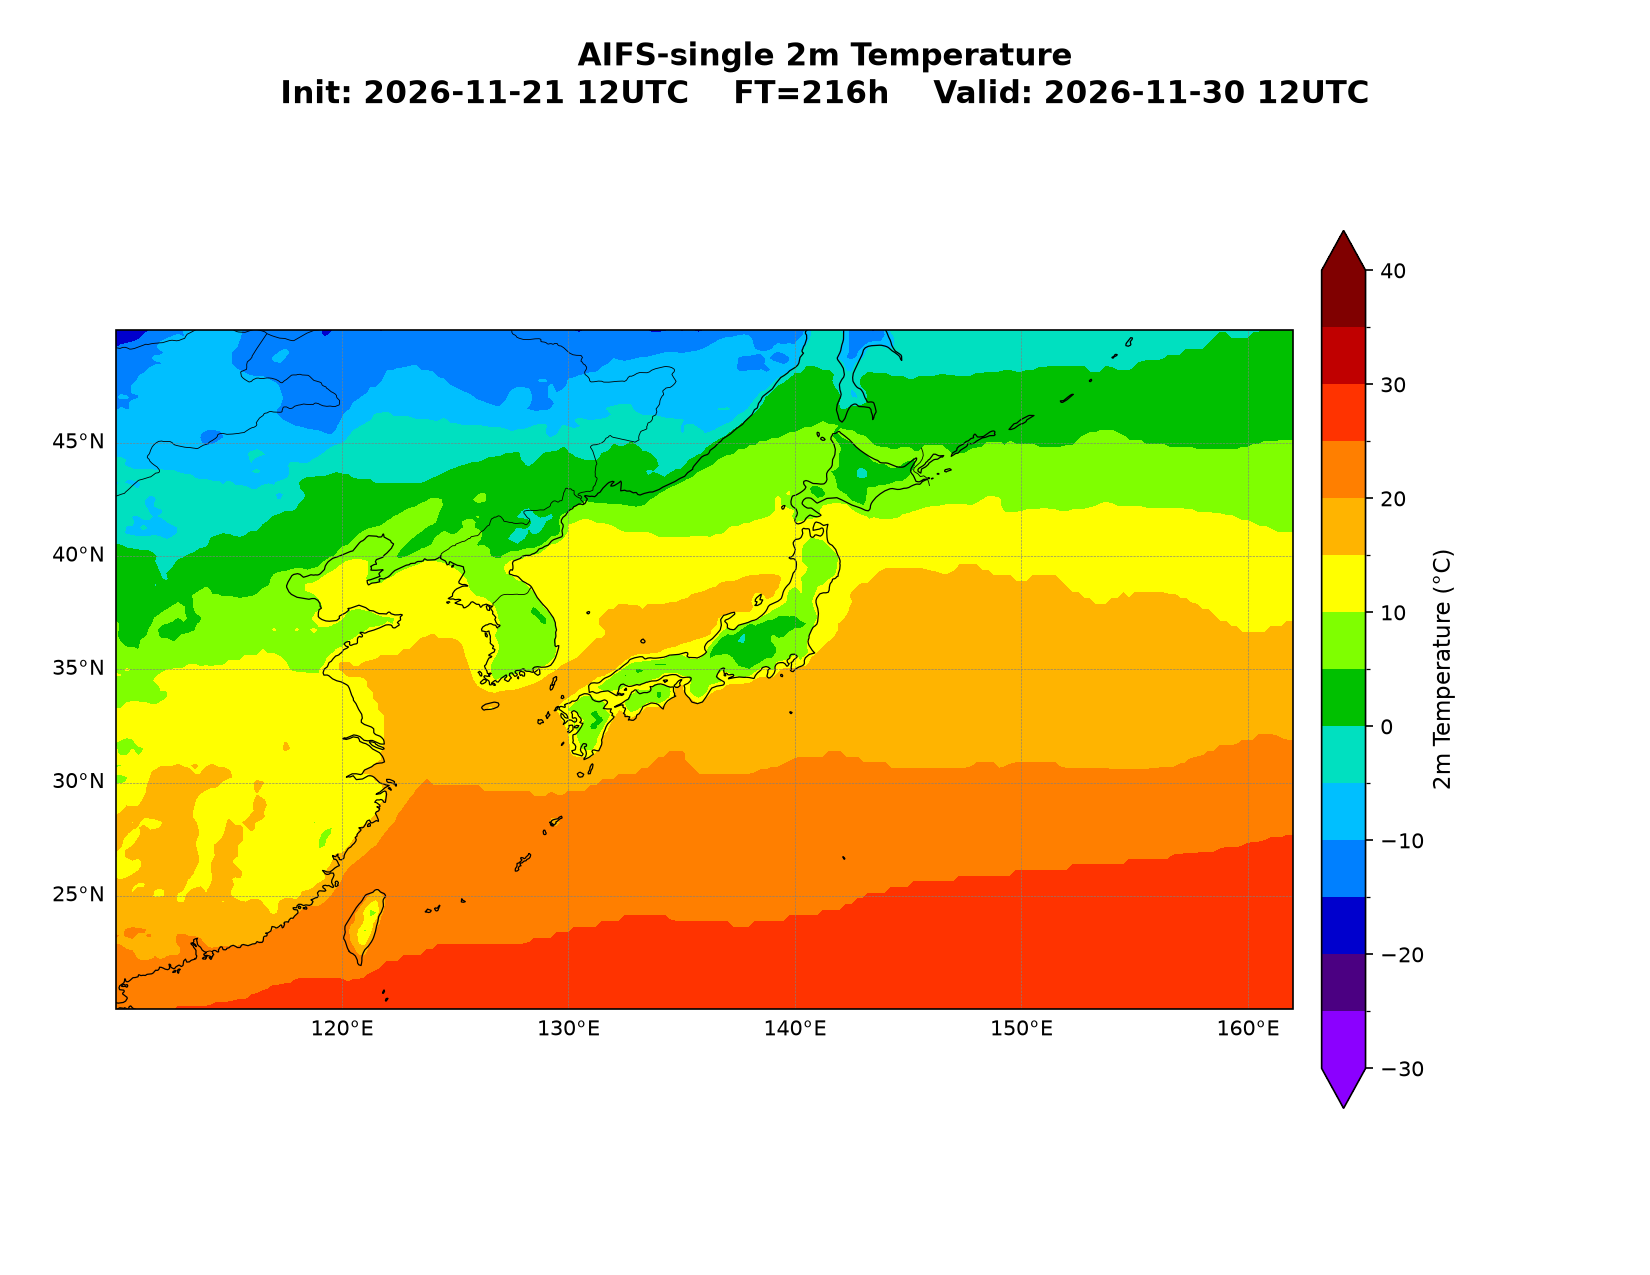 AIFS-single 2m Temperature
Init: 2026-11-21 12UTC    FT=216h    Valid: 2026-11-30 12UTC
45°N
40°N
35°N
30°N
25°N
120°E
130°E
140°E
150°E
160°E
40
30
20
10
0
−10
−20
−30
2m Temperature (°C)